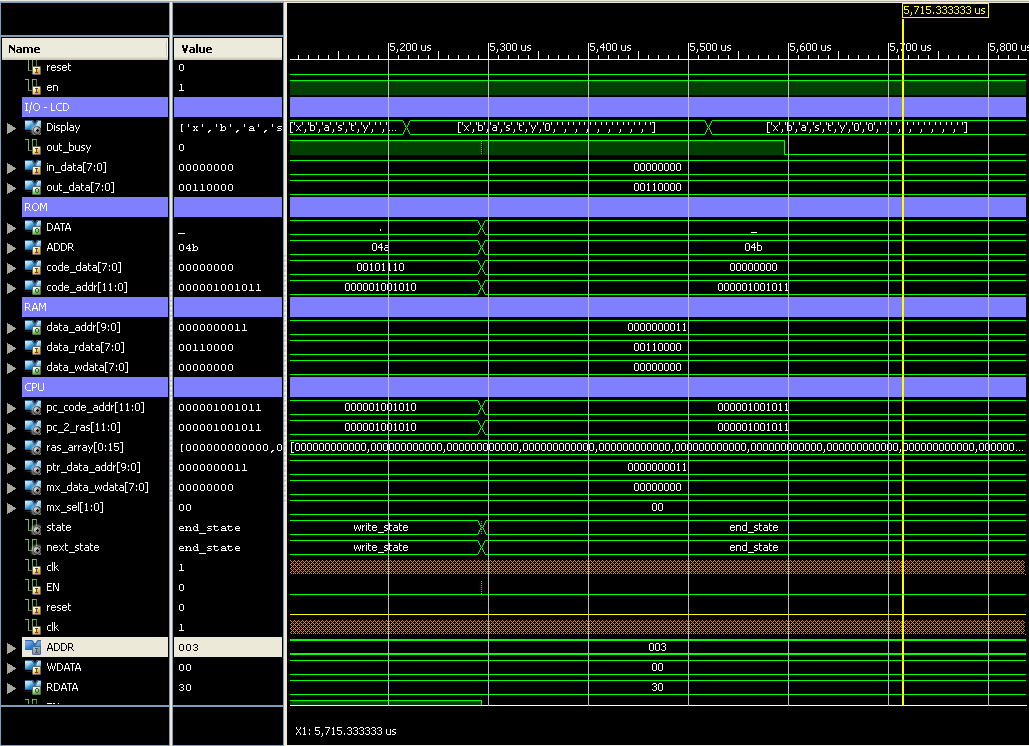 5,715.333333 us
Name Value 5,200 us 5,300 us 5,400 us 5,500 us 5,600 us 5,700 us 5,800 us
reset 0
en 1
I/O - LCD
Display ['x','b','a','s ['x','b','a','s','t','y',' ',' '... ['x','b','a','s','t','y','0',' ',' ',' ',' ',' ',' ',' ',' ',' '] ['x','b','a','s','t','y','0','0',' ',' ',' ',' ',' ',' ',' ',' ']
out_busy 0
in_data[7:0] 00000000 00000000
out_data[7:0] 00110000 00110000
ROM
DATA _ . _
ADDR 04b 04a 04b
code_data[7:0] 00000000 00101110 00000000
code_addr[11:0] 000001001011 000001001010 000001001011
RAM
data_addr[9:0] 0000000011 0000000011
data_rdata[7:0] 00110000 00110000
data_wdata[7:0] 00000000 00000000
CPU
pc_code_addr[11:0] 000001001011 000001001010 000001001011
pc_2_ras[11:0] 000001001011 000001001010 000001001011
ras_array[0:15] [000000000000,0 [000000000000,000000000000,000000000000,000000000000,000000000000,000000000000,000000000000,000...
ptr_data_addr[9:0] 0000000011 0000000011
mx_data_wdata[7:0] 00000000 00000000
mx_sel[1:0] 00 00
state end_state write_state end_state
next_state end_state write_state end_state
clk 1
EN 0
reset 0
clk 1
ADDR 003 003
WDATA 00 00
RDATA 30 30
X1: 5,715.333333 us